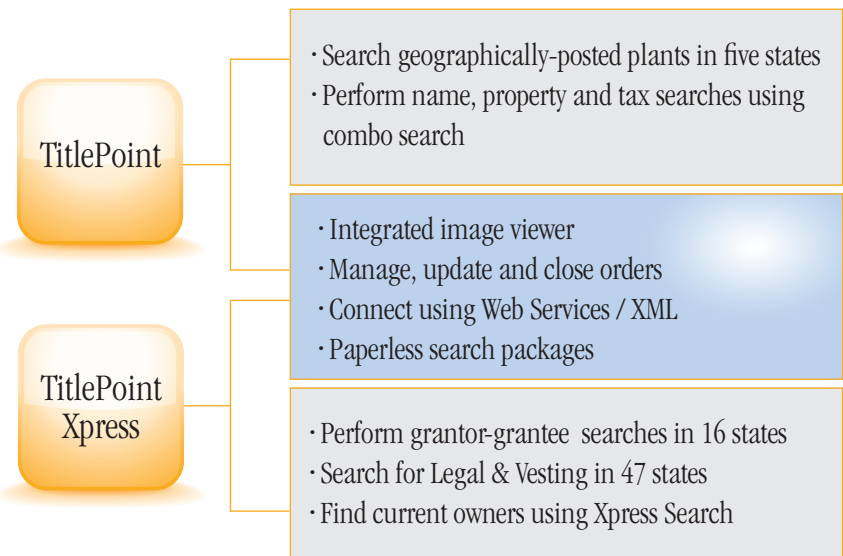 TitlePoint
· Search geographically-posted plants in five states
· Perform name, property and tax searches using
combo search
· Integrated image viewer
· Manage, update and close orders
· Connect using Web Services / XML
· Paperless search packages
TitlePoint
Xpress
· Perform grantor-grantee searches in 16 states
· Search for Legal & Vesting in 47 states
· Find current owners using Xpress Search